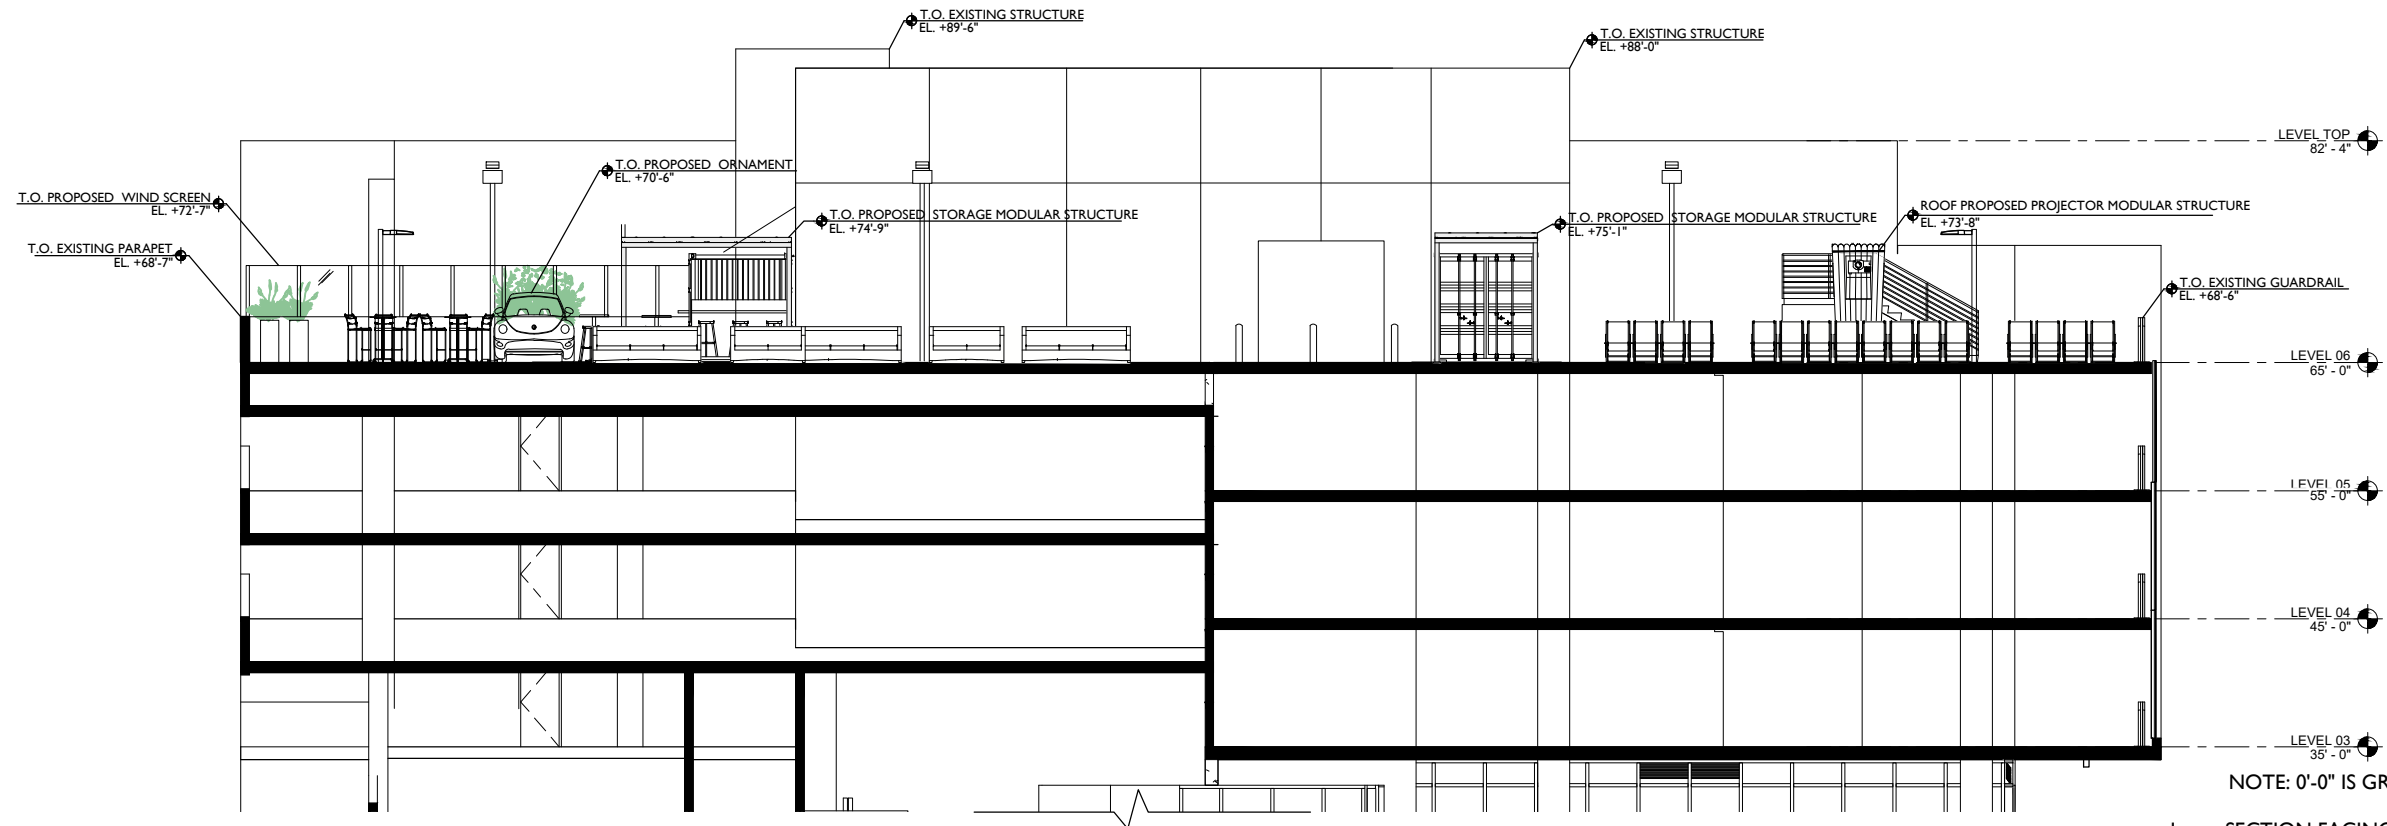 T.O. EXISTING STRUCTURE
EL. +89'-6"
T.O. EXISTING STRUCTURE
EL. +88'-0"
LEVEL TOP
82' - 4"
T.O. PROPOSED ORNAMENT
EL. +70'-6"
T.O. PROPOSED WIND SCREEN
EL. +72'-7"
T.O. PROPOSED STORAGE MODULAR STRUCTURE
EL. +74'-9"
T.O. PROPOSED STORAGE MODULAR STRUCTURE
EL. +75'-1"
ROOF PROPOSED PROJECTOR MODULAR STRUCTURE
EL. +73'-8"
T.O. EXISTING PARAPET
EL. +68'-7"
T.O. EXISTING GUARDRAIL
EL. +68'-6"
LEVEL 06
65' - 0"
LEVEL 05
55' - 0"
LEVEL 04
45' - 0"
LEVEL 03
35' - 0"
NOTE: 0'-0" IS GR
SECTION FACING